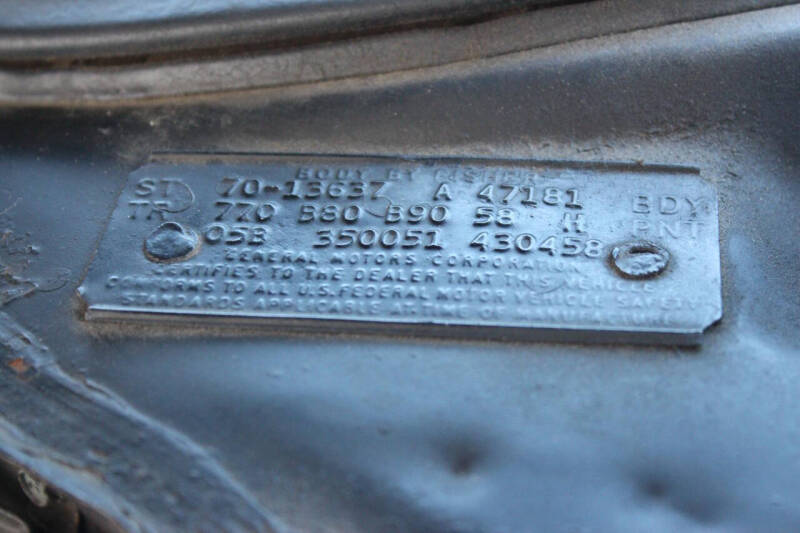 BODY BY FISHER
ST 70-13637 A 47181 BDY
TR 770 B80 B90 58 H PNT
05B 350051 430458
GENERAL MOTORS CORPORATION
CERTIFIES TO THE DEALER THAT THIS VEHICLE
CONFORMS TO ALL U.S. FEDERAL MOTOR VEHICLE SAFETY
STANDARDS APPLICABLE AT TIME OF MANUFACTURE